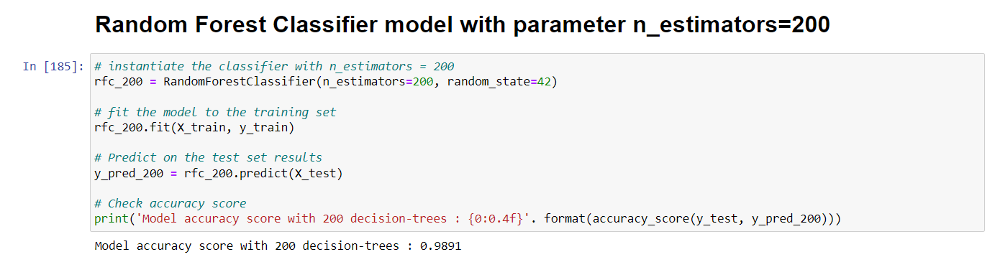 Random Forest Classifier model with parameter n_estimators=200
In [185]: # instantiate the classifier with n_estimators = 200
rfc_200 = RandomForestClassifier(n_estimators=200, random_state=42)
# fit the model to the training set
rfc_200.fit(X_train, y_train)
# Predict on the test set results
y_pred_200 = rfc_200.predict(X_test)
# Check accuracy score
print('Model accuracy score with 200 decision-trees : {0:0.4f}'. format(accuracy_score(y_test, y_pred_200)))
Model accuracy score with 200 decision-trees : 0.9891